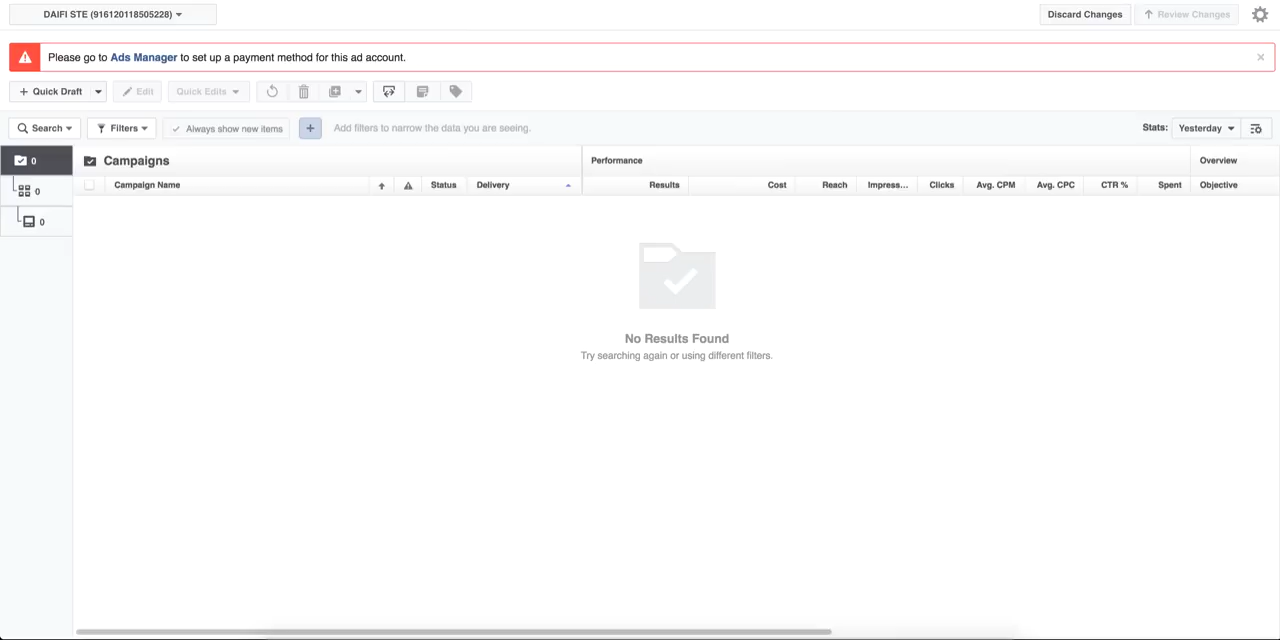 DAIFI STE (916120118505228)
Discard Changes
Review Changes
Please go to Ads Manager to set up a payment method for this ad account.
Quick Draft
Edit
Quick Edits
Search
Filters
Always show new items
Add filters to narrow the data you are seeing.
Stats:
Yesterday
0
Campaigns
Performance
Overview
Campaign Name
Status
Delivery
Results
Cost
Reach
Impress...
Clicks
Avg. CPM
Avg. CPC
CTR %
Spent
Objective
0
0
No Results Found
Try searching again or using different filters.